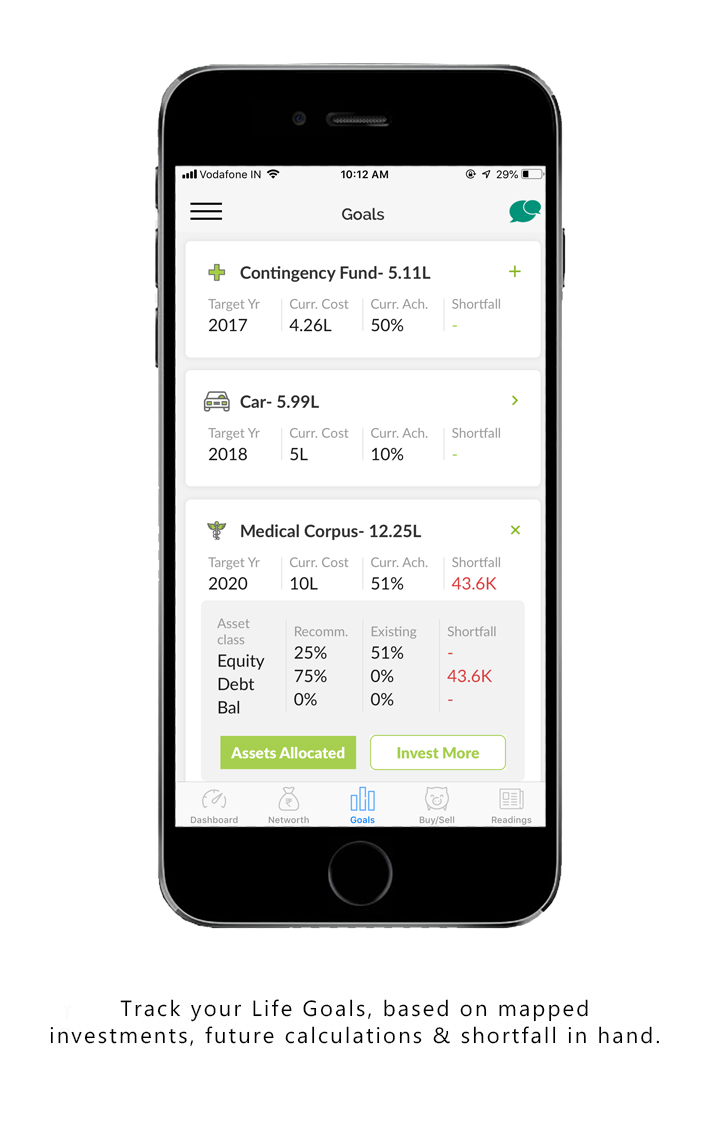 Vodafone IN 10:12 AM 29%
Goals
Contingency Fund- 5.11L
Target Yr Curr. Cost Curr. Ach. Shortfall
2017 4.26L 50% -
Car- 5.99L
Target Yr Curr. Cost Curr. Ach. Shortfall
2018 5L 10% -
Medical Corpus- 12.25L
Target Yr Curr. Cost Curr. Ach. Shortfall
2020 10L 51% 43.6K
Asset class Recomm. Existing Shortfall
Equity 25% 51% -
Debt 75% 0% 43.6K
Bal 0% 0% -
Assets Allocated Invest More
Dashboard Networth Goals Buy/Sell Readings
Track your Life Goals, based on mapped
investments, future calculations & shortfall in hand.